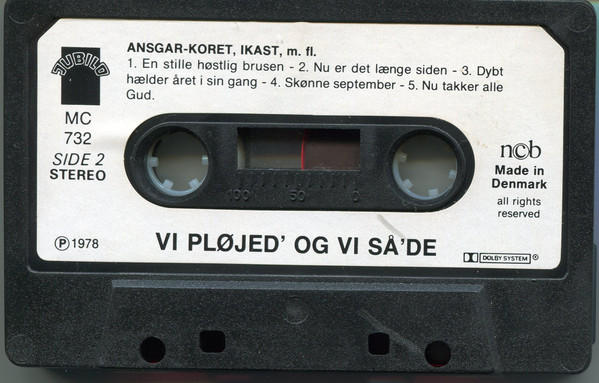 JUBILO
ANSGAR-KORET, IKAST, m. fl.
1. En stille høstlig brusen - 2. Nu er det længe siden - 3. Dybt
hælder året i sin gang - 4. Skønne september - 5. Nu takker alle
Gud.
MC
732
SIDE 2
STEREO
100 50 0
ncb
Made in
Denmark
all rights
reserved
Ⓟ 1978
VI PLØJED' OG VI SÅ'DE
DOLBY SYSTEM ®